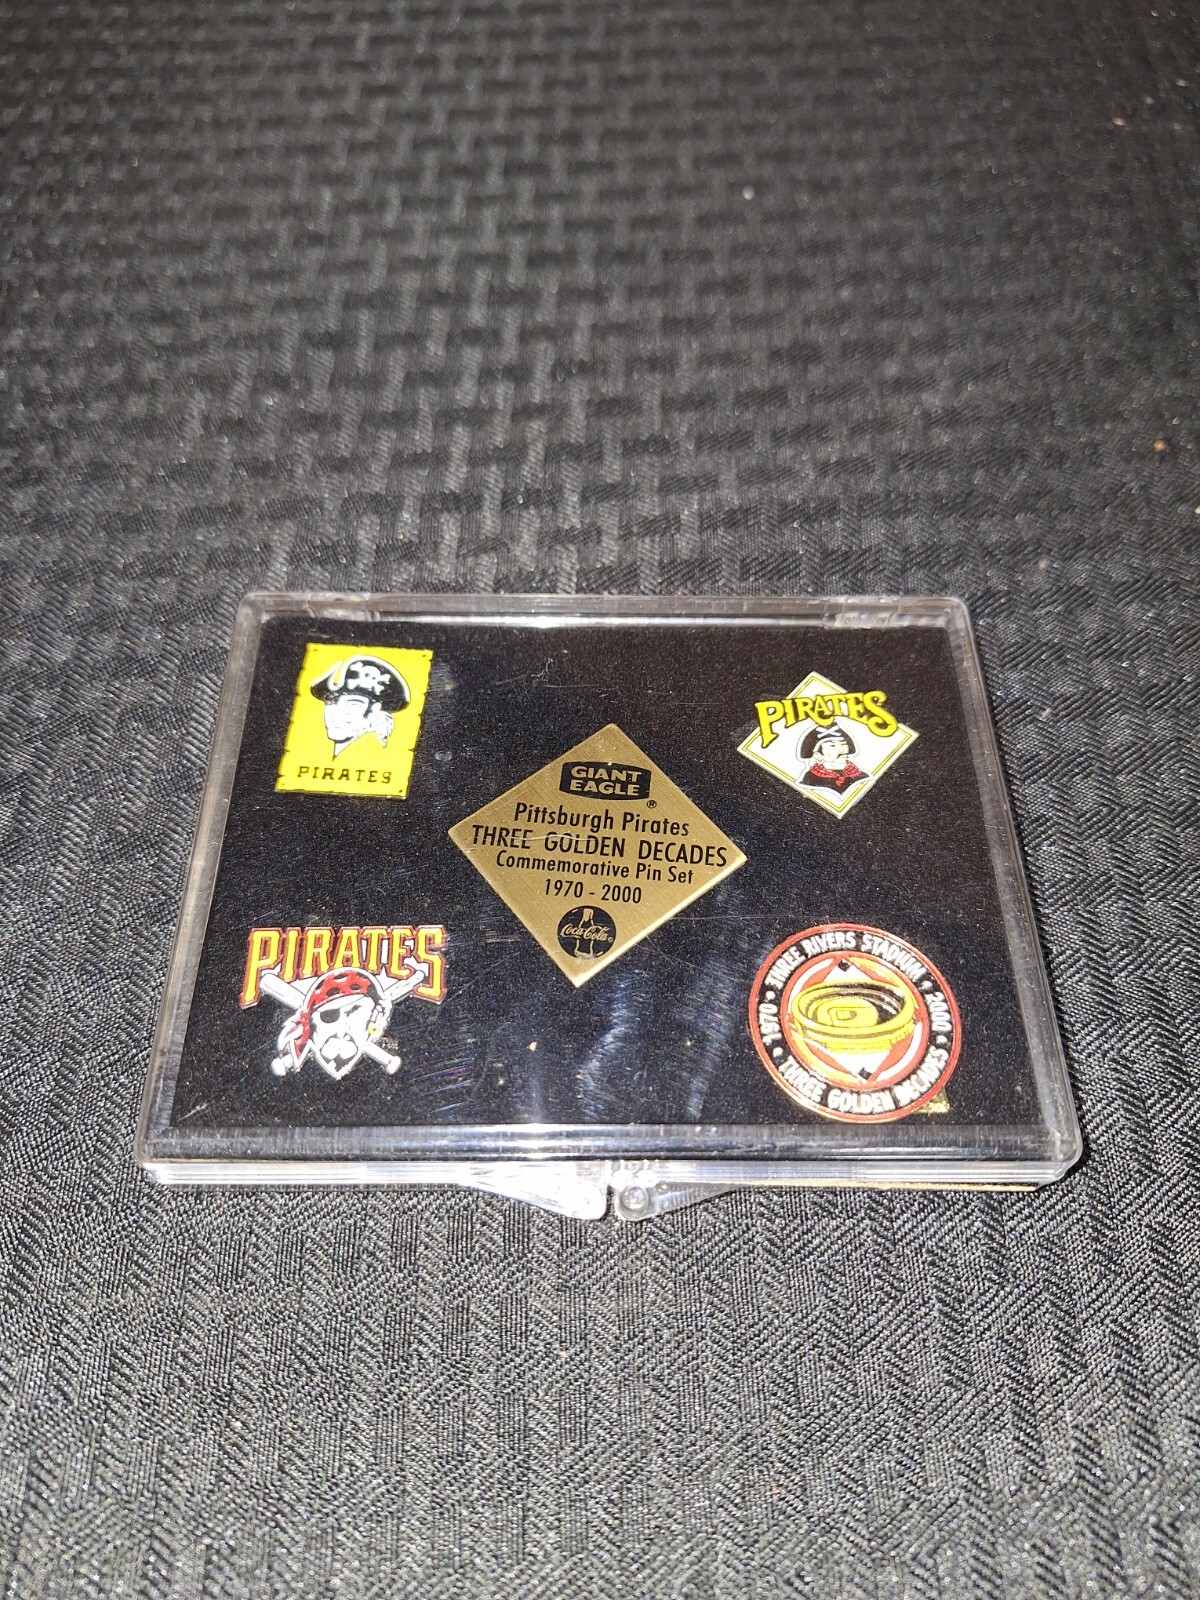 PIRATES
PIRATES
GIANT
EAGLE
®
Pittsburgh Pirates
THREE GOLDEN DECADES
Commemorative Pin Set
1970 - 2000
Coca-Cola
PIRATES
THREE RIVERS STADIUM • 2000 • THREE GOLDEN DECADES • 1970 •